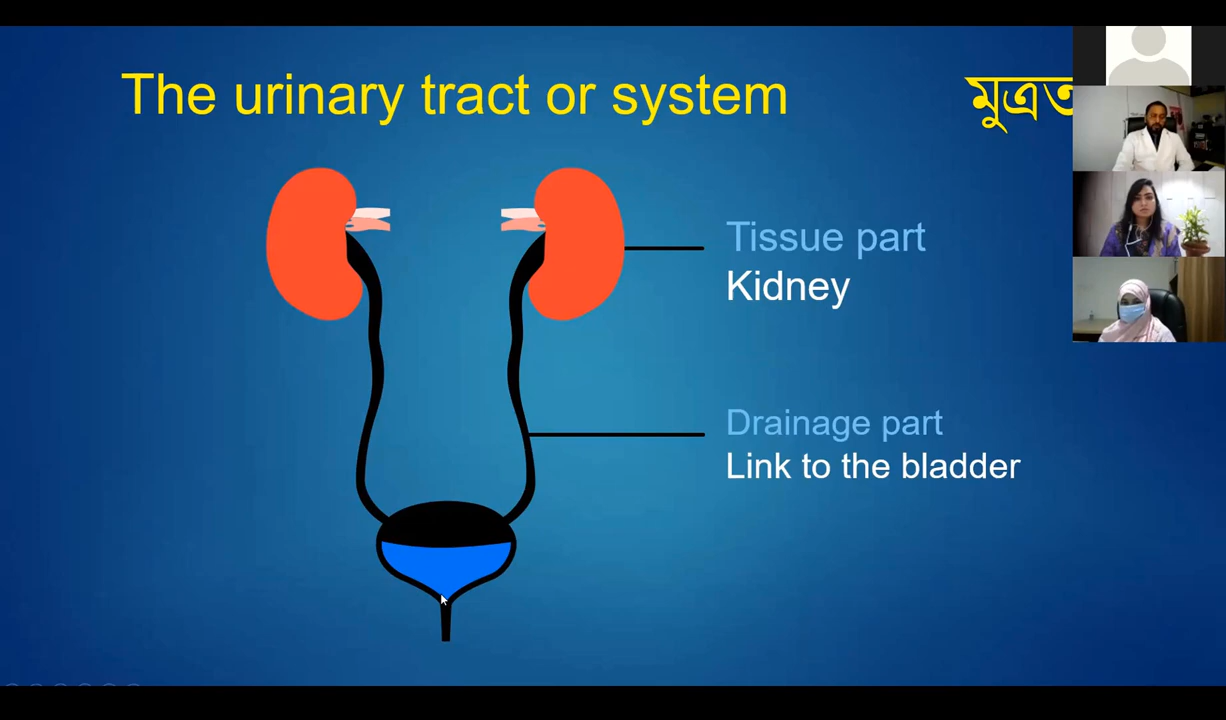 The urinary tract or system
Tissue part
Kidney
Drainage part
Link to the bladder